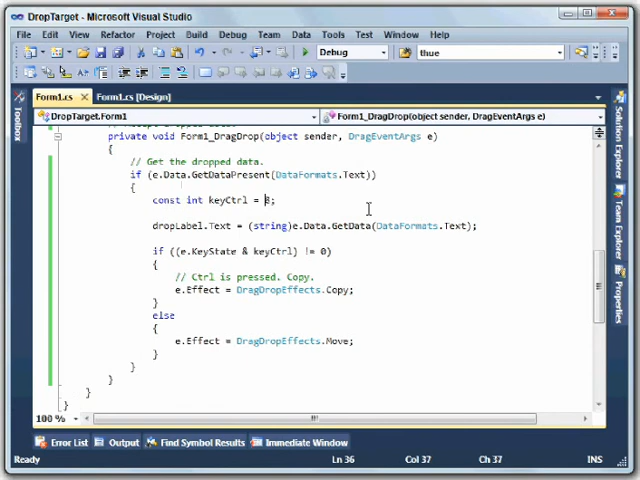 DropTarget - Microsoft Visual Studio
File Edit View Refactor Project Build Debug Team Data Tools Test Window Help
Debug thue
Form1.cs Form1.cs [Design]
DropTarget.Form1 Form1_DragDrop(object sender, DragEventArgs e)
private void Form1_DragDrop(object sender, DragEventArgs e)
{
// Get the dropped data.
if (e.Data.GetDataPresent(DataFormats.Text))
{
const int keyCtrl = 8;
dropLabel.Text = (string)e.Data.GetData(DataFormats.Text);
if ((e.KeyState & keyCtrl) != 0)
{
// Ctrl is pressed. Copy.
e.Effect = DragDropEffects.Copy;
}
else
{
e.Effect = DragDropEffects.Move;
}
}
}
}
}
100 %
Error List Output Find Symbol Results Immediate Window
Ready Ln 36 Col 37 Ch 37 INS
Toolbox
Solution Explorer
Team Explorer
Properties